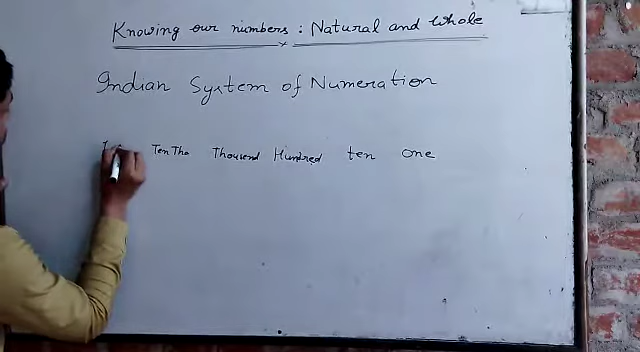 Knowing our numbers : Natural and Whole
Indian System of Numeration
Ten Tho Thousand Hundred ten one